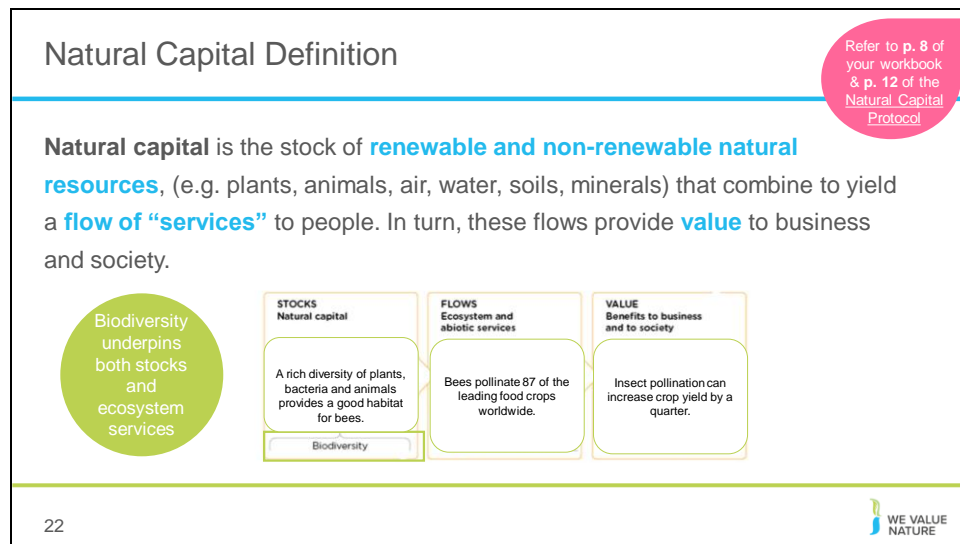 Natural Capital Definition
Refer to p. 8 of
your workbook
& p. 12 of the
Natural Capital
Protocol
Natural capital is the stock of renewable and non-renewable natural
resources, (e.g. plants, animals, air, water, soils, minerals) that combine to yield
a flow of “services” to people. In turn, these flows provide value to business
and society.
Biodiversity
underpins
both stocks
and
ecosystem
services
STOCKS
Natural capital
A rich diversity of plants,
bacteria and animals
provides a good habitat
for bees.
Biodiversity
FLOWS
Ecosystem and
abiotic services
Bees pollinate 87 of the
leading food crops
worldwide.
VALUE
Benefits to business
and to society
Insect pollination can
increase crop yield by a
quarter.
22
WE VALUE
NATURE